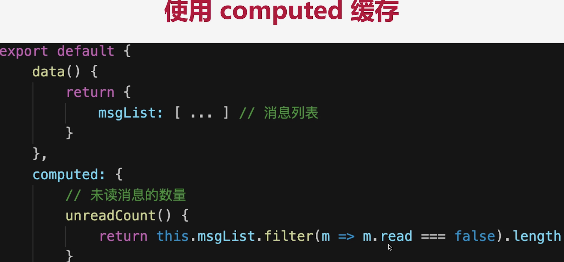 使用 computed 缓存
export default {
    data() {
        return {
            msgList: [ ... ] // 消息列表
        }
    },
    computed: {
        // 未读消息的数量
        unreadCount() {
            return this.msgList.filter(m => m.read === false).length
        }